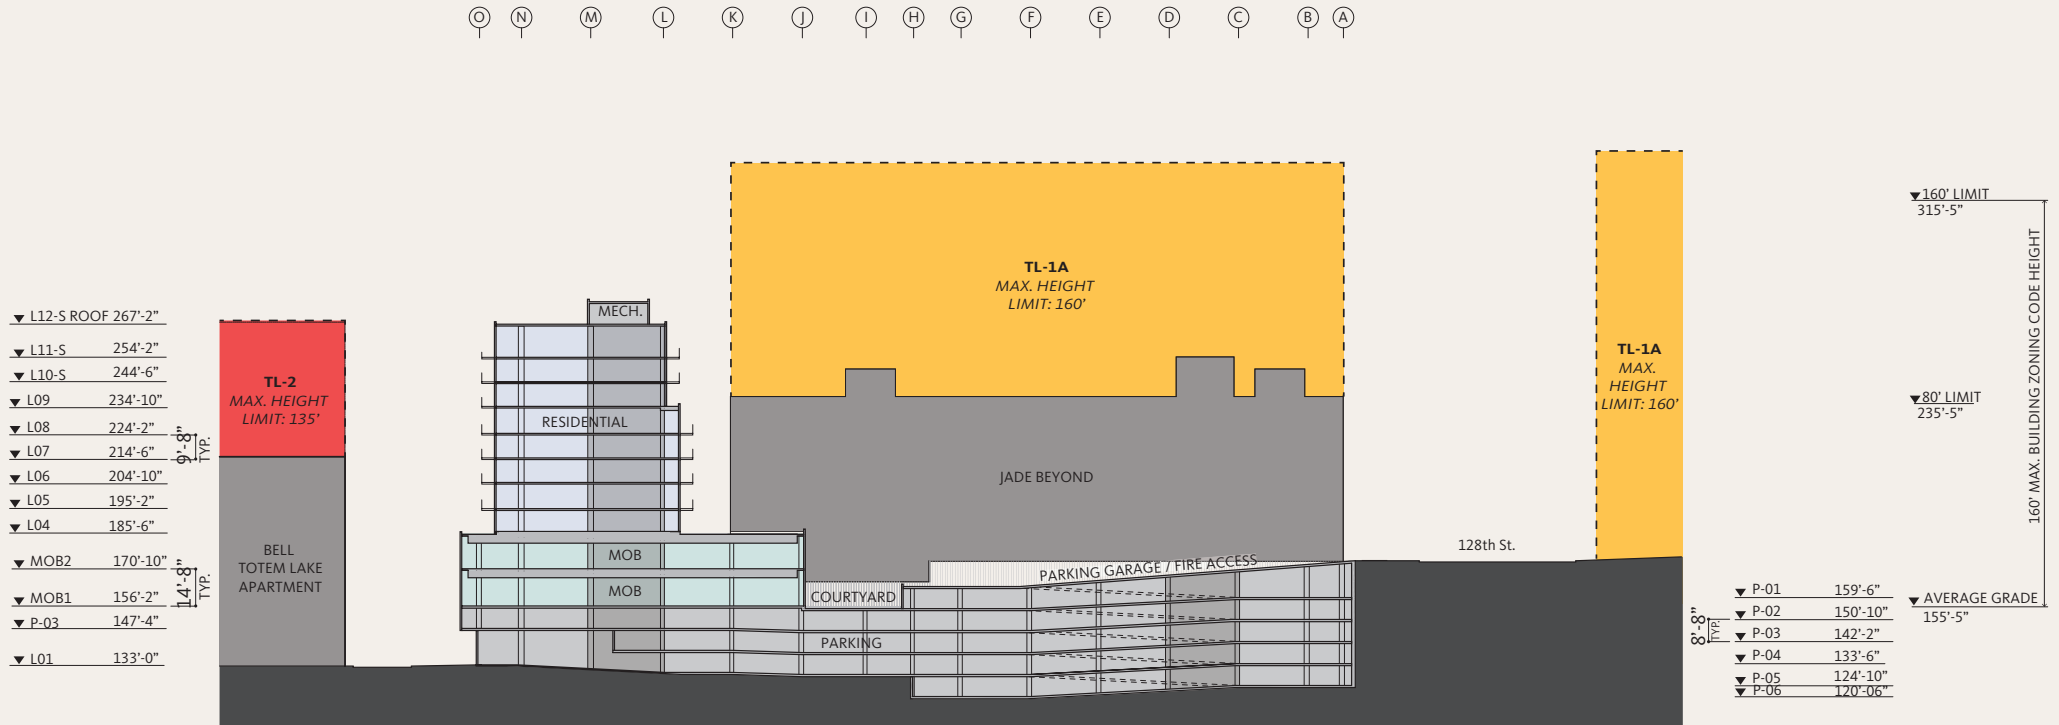 O N M L K J I H G F E D C B A
160’ LIMIT
315’-5”
160’ MAX. BUILDING ZONING CODE HEIGHT
80’ LIMIT
235’-5”
AVERAGE GRADE
155’-5”
L12-S ROOF 267’-2”
L11-S 254’-2”
L10-S 244’-6”
L09 234’-10”
L08 224’-2”
L07 214’-6”
L06 204’-10”
L05 195’-2”
L04 185’-6”
MOB2 170’-10”
MOB1 156’-2”
P-03 147’-4”
L01 133’-0”
9’-8”
TYP.
14’-8”
TYP.
TL-2
MAX. HEIGHT
LIMIT: 135’
BELL
TOTEM LAKE
APARTMENT
MECH.
RESIDENTIAL
MOB
MOB
TL-1A
MAX. HEIGHT
LIMIT: 160’
JADE BEYOND
PARKING GARAGE / FIRE ACCESS
COURTYARD
PARKING
128th St.
TL-1A
MAX.
HEIGHT
LIMIT: 160’
P-01 159’-6”
P-02 150’-10”
P-03 142’-2”
P-04 133’-6”
P-05 124’-10”
P-06 120’-06”
8’-8”
TYP.